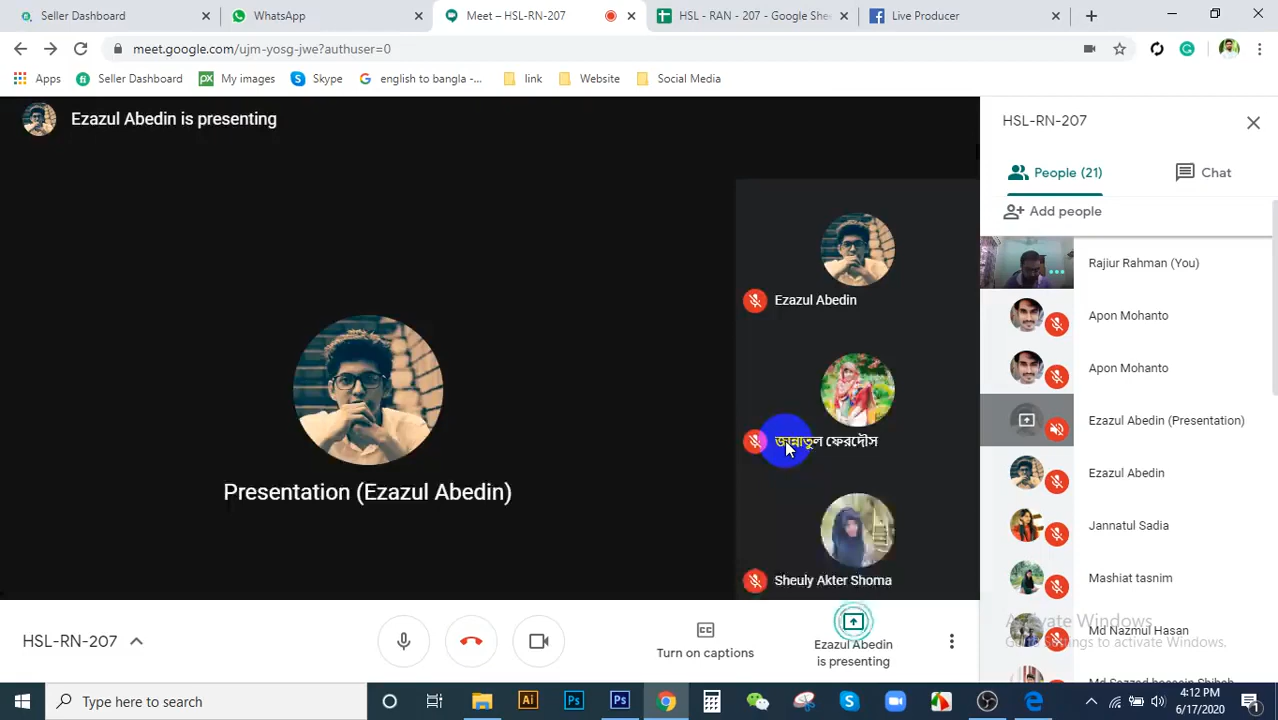 Seller Dashboard
WhatsApp
Meet – HSL-RN-207
HSL - RAN - 207 - Google She
Live Producer
meet.google.com/ujm-yosg-jwe?authuser=0
Apps
Seller Dashboard
My images
Skype
english to bangla -...
link
Website
Social Media
Ezazul Abedin is presenting
HSL-RN-207
People (21)
Chat
Add people
Rajiur Rahman (You)
Ezazul Abedin
Apon Mohanto
Apon Mohanto
Ezazul Abedin (Presentation)
জান্নাতুল ফেরদৌস
Ezazul Abedin
Presentation (Ezazul Abedin)
Jannatul Sadia
Sheuly Akter Shoma
Mashiat tasnim
Activate Windows
Go to Settings to activate Windows.
Md Nazmul Hasan
HSL-RN-207
Turn on captions
Ezazul Abedin
is presenting
Type here to search
Ai
Ps
Ps
4:12 PM
6/17/2020